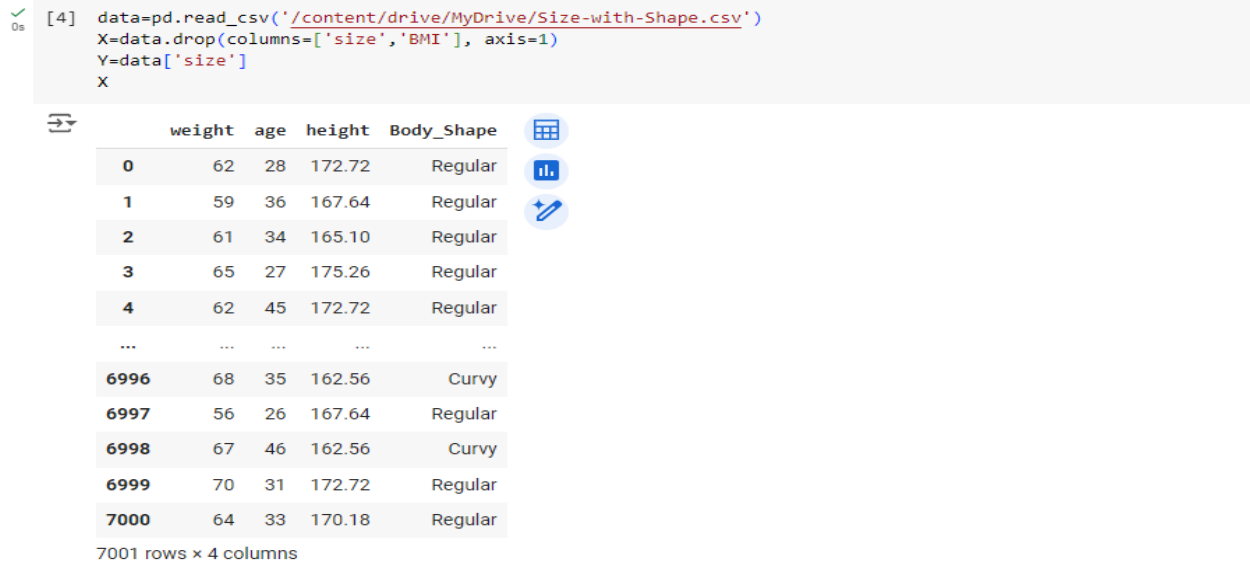 [4] data=pd.read_csv('/content/drive/MyDrive/Size-with-Shape.csv')
0s
X=data.drop(columns=['size','BMI'], axis=1)
Y=data['size']
X
weight age height Body_Shape
0 62 28 172.72 Regular
1 59 36 167.64 Regular
2 61 34 165.10 Regular
3 65 27 175.26 Regular
4 62 45 172.72 Regular
... ... ... ... ...
6996 68 35 162.56 Curvy
6997 56 26 167.64 Regular
6998 67 46 162.56 Curvy
6999 70 31 172.72 Regular
7000 64 33 170.18 Regular
7001 rows × 4 columns